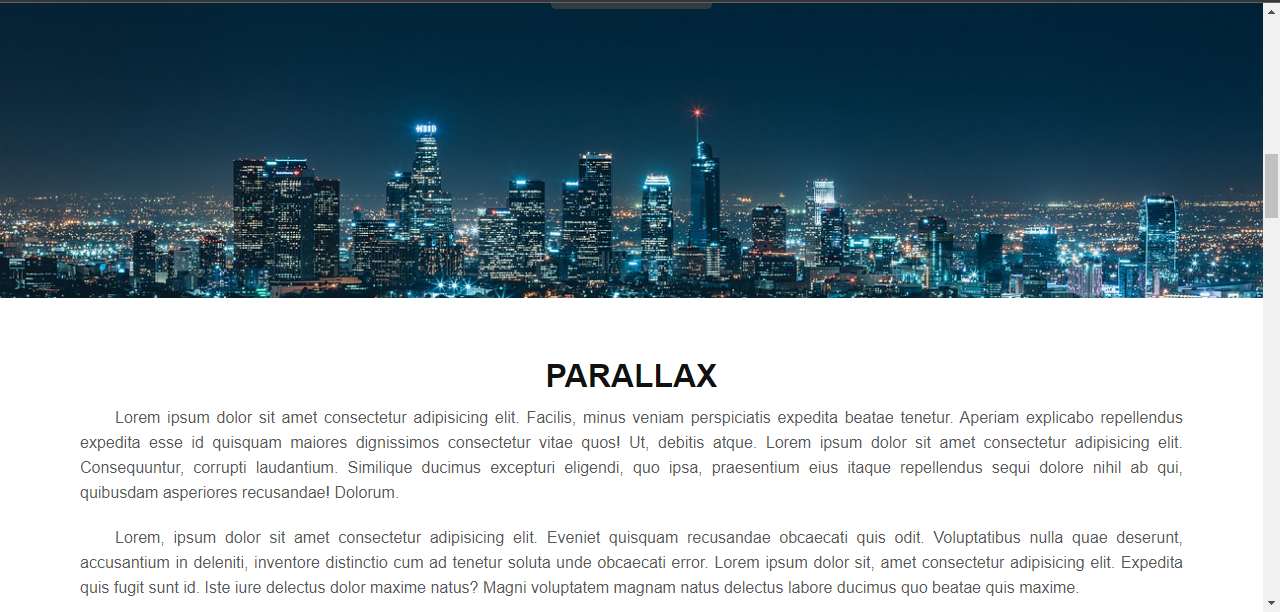 PARALLAX
Lorem ipsum dolor sit amet consectetur adipisicing elit. Facilis, minus veniam perspiciatis expedita beatae tenetur. Aperiam explicabo repellendus
expedita esse id quisquam maiores dignissimos consectetur vitae quos! Ut, debitis atque. Lorem ipsum dolor sit amet consectetur adipisicing elit.
Consequuntur, corrupti laudantium. Similique ducimus excepturi eligendi, quo ipsa, praesentium eius itaque repellendus sequi dolore nihil ab qui,
quibusdam asperiores recusandae! Dolorum.
Lorem, ipsum dolor sit amet consectetur adipisicing elit. Eveniet quisquam recusandae obcaecati quis odit. Voluptatibus nulla quae deserunt,
accusantium in deleniti, inventore distinctio cum ad tenetur soluta unde obcaecati error. Lorem ipsum dolor sit, amet consectetur adipisicing elit. Expedita
quis fugit sunt id. Iste iure delectus dolor maxime natus? Magni voluptatem magnam natus delectus labore ducimus quo beatae quis maxime.